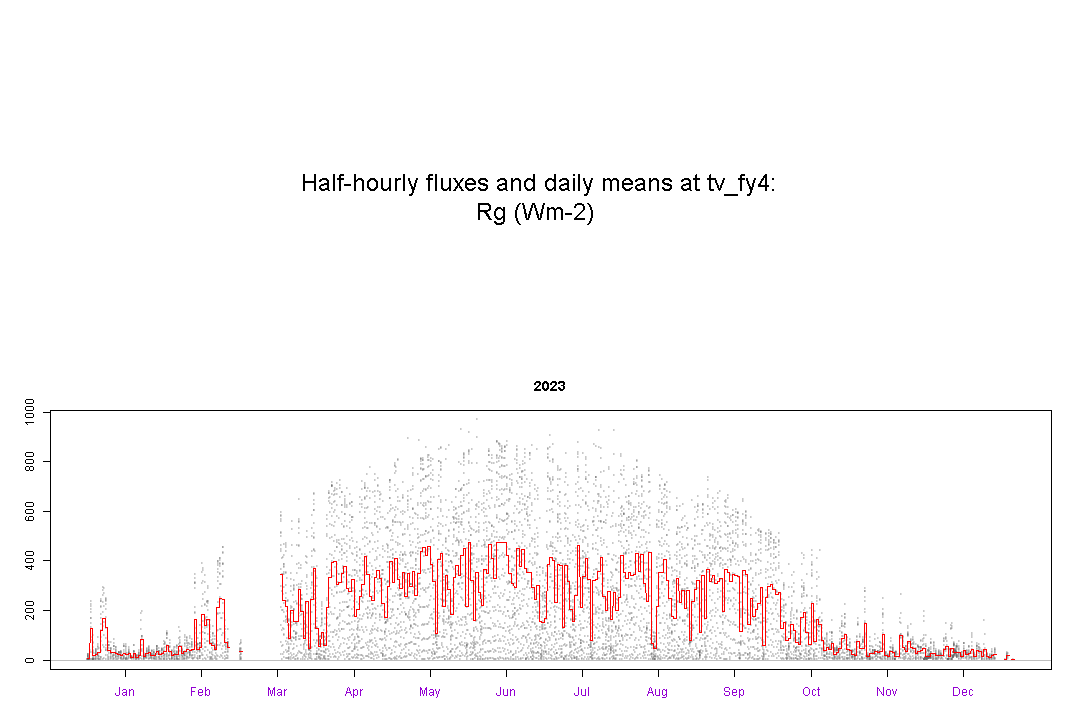 Half-hourly fluxes and daily means at tv_fy4:
Rg (Wm-2)
2023
1000
800
600
400
200
0
Jan Feb Mar Apr May Jun Jul Aug Sep Oct Nov Dec